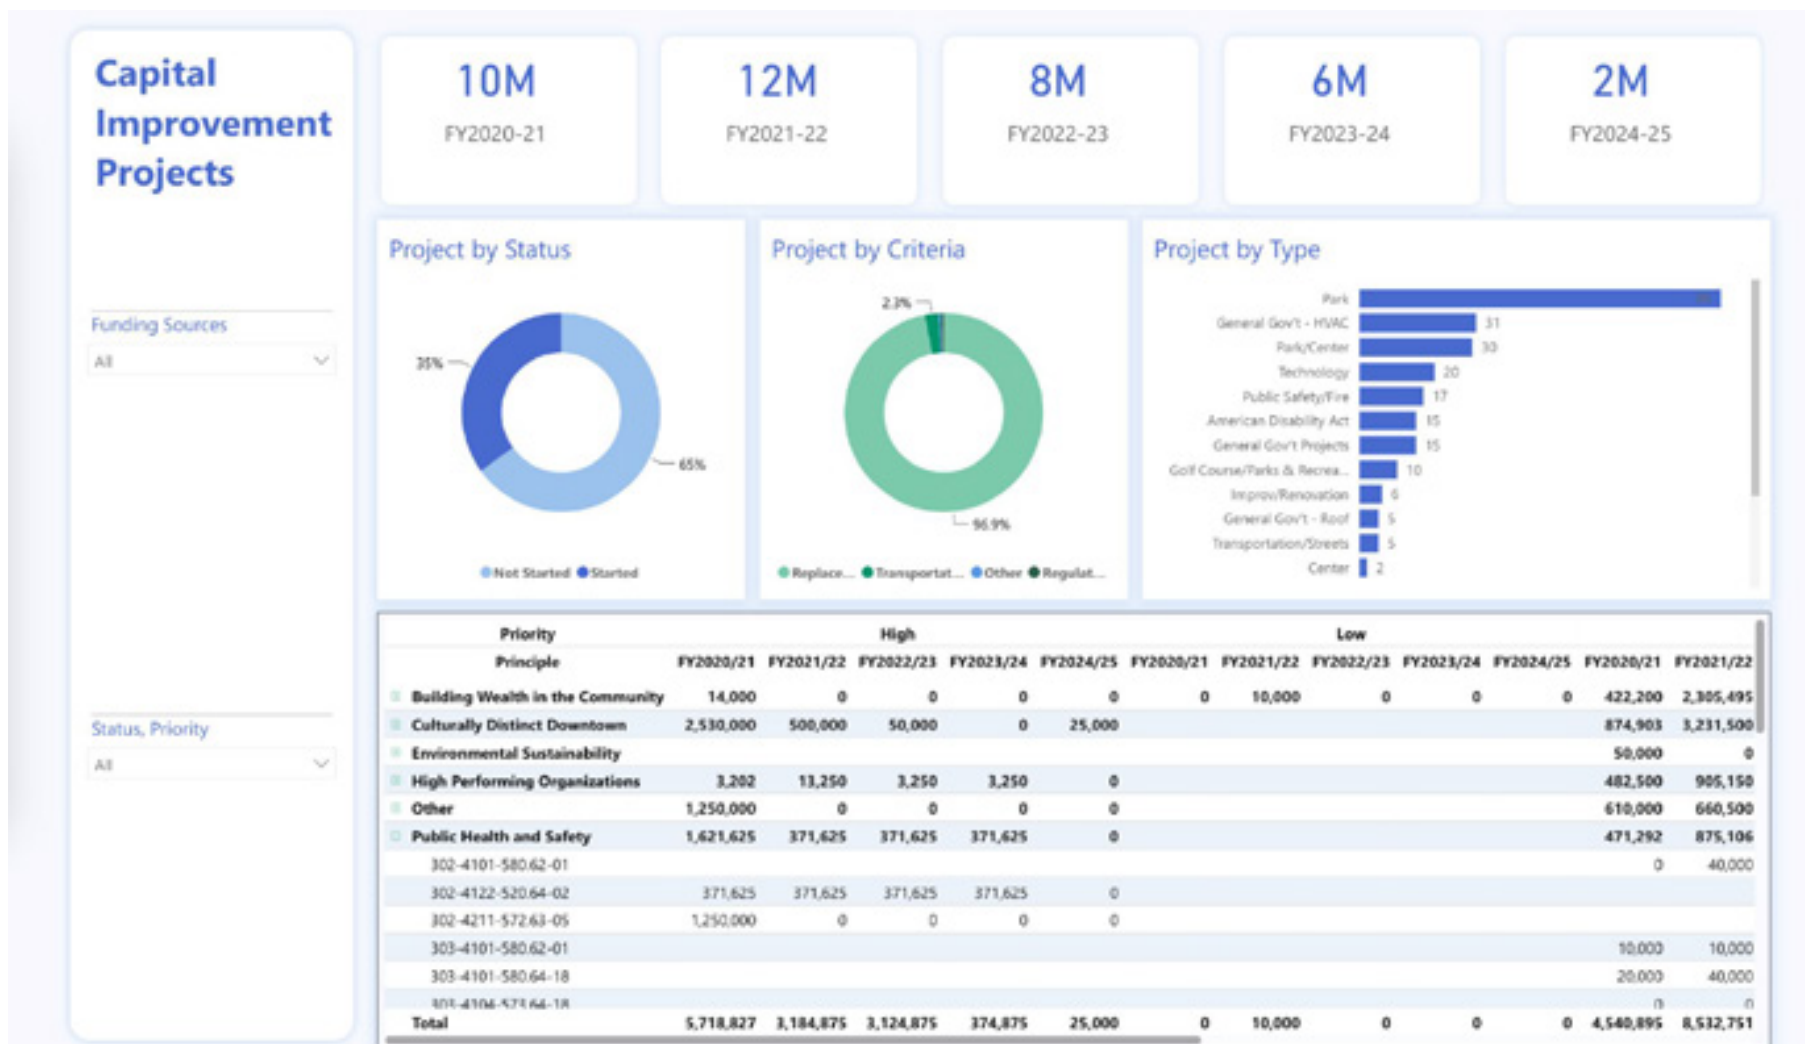 Capital
Improvement
Projects
10M
FY2020-21
12M
FY2021-22
8M
FY2022-23
6M
FY2023-24
2M
FY2024-25
Funding Sources
All
Status, Priority
All
Project by Status
35%
65%
Not Started Started
Project by Criteria
2.3%
96.9%
Replace... Transportat... Other Regulat...
Project by Type
Park
General Gov't - HVAC 31
Park/Center 30
Technology 20
Public Safety/Fire 17
American Disability Act 15
General Gov't Projects 15
Golf Course/Parks & Recrea... 10
Improv/Renovation 6
General Gov't - Roof 5
Transportation/Streets 5
Center 2
Priority High Low
Principle FY2020/21 FY2021/22 FY2022/23 FY2023/24 FY2024/25 FY2020/21 FY2021/22 FY2022/23 FY2023/24 FY2024/25 FY2020/21 FY2021/22
Building Wealth in the Community 14,000 0 0 0 0 0 10,000 0 0 0 422,200 2,305,495
Culturally Distinct Downtown 2,530,000 500,000 50,000 0 25,000 874,903 3,231,500
Environmental Sustainability 50,000 0
High Performing Organizations 3,202 13,250 3,250 3,250 0 482,500 905,150
Other 1,250,000 0 0 0 0 610,000 660,500
Public Health and Safety 1,621,625 371,625 371,625 371,625 0 471,292 875,106
302-4101-580.62-01 0 40,000
302-4122-520.64-02 371,625 371,625 371,625 371,625 0
302-4211-572.63-05 1,250,000 0 0 0 0
303-4101-580.62-01 10,000 10,000
303-4101-580.64-18 20,000 40,000
303-4104-573.64-18 0 0
Total 5,718,827 3,184,875 3,124,875 374,875 25,000 0 10,000 0 0 0 4,540,895 8,532,751